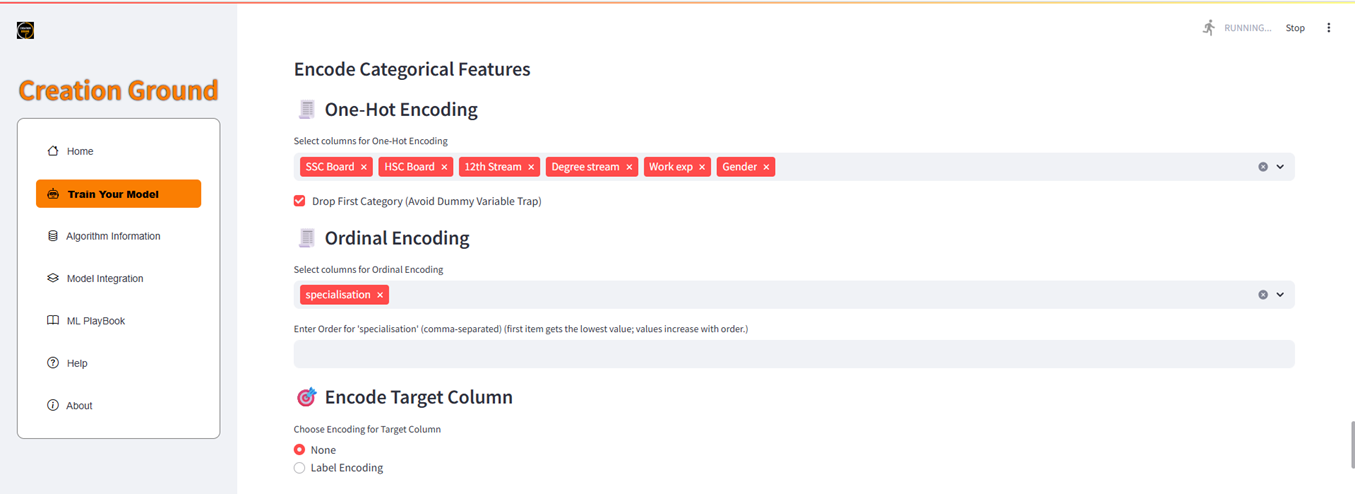 RUNNING...
Stop
Creation Ground
Home
Train Your Model
Algorithm Information
Model Integration
ML PlayBook
Help
About
Encode Categorical Features
One-Hot Encoding
Select columns for One-Hot Encoding
SSC Board × HSC Board × 12th Stream × Degree stream × Work exp × Gender ×
Drop First Category (Avoid Dummy Variable Trap)
Ordinal Encoding
Select columns for Ordinal Encoding
specialisation ×
Enter Order for 'specialisation' (comma-separated) (first item gets the lowest value; values increase with order.)
Encode Target Column
Choose Encoding for Target Column
None
Label Encoding